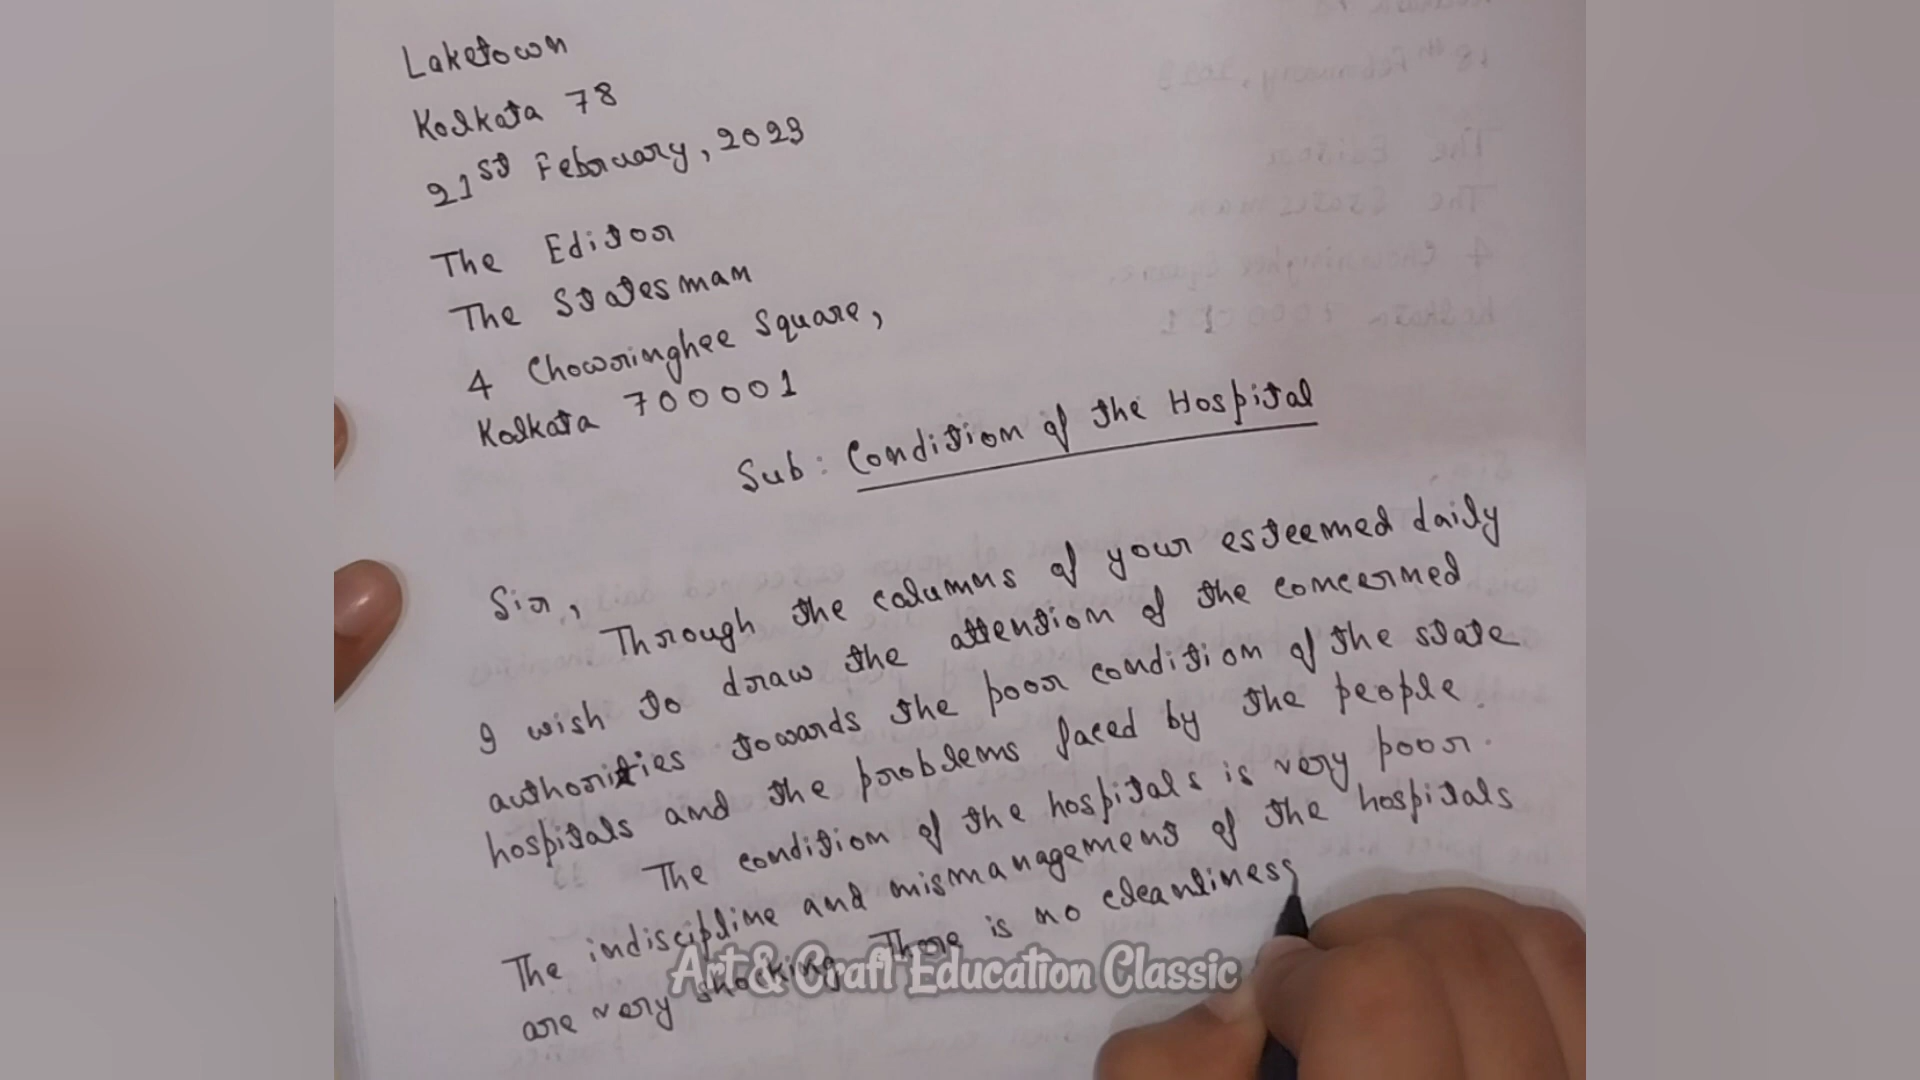 Laketown
Kolkata 78
21st February, 2023
The Editor
The Statesman
4 Chowringhee Square,
Kolkata 700001
Sub: Condition of the Hospital
Sir,
Through the columns of your esteemed daily
I wish to draw the attention of the concerned
authorities towards the poor condition of the state
hospitals and the problems faced by the people.
The condition of the hospitals is very poor.
The indiscipline and mismanagement of the hospitals
are very shocking. There is no cleanliness
Art & Craft Education Classic